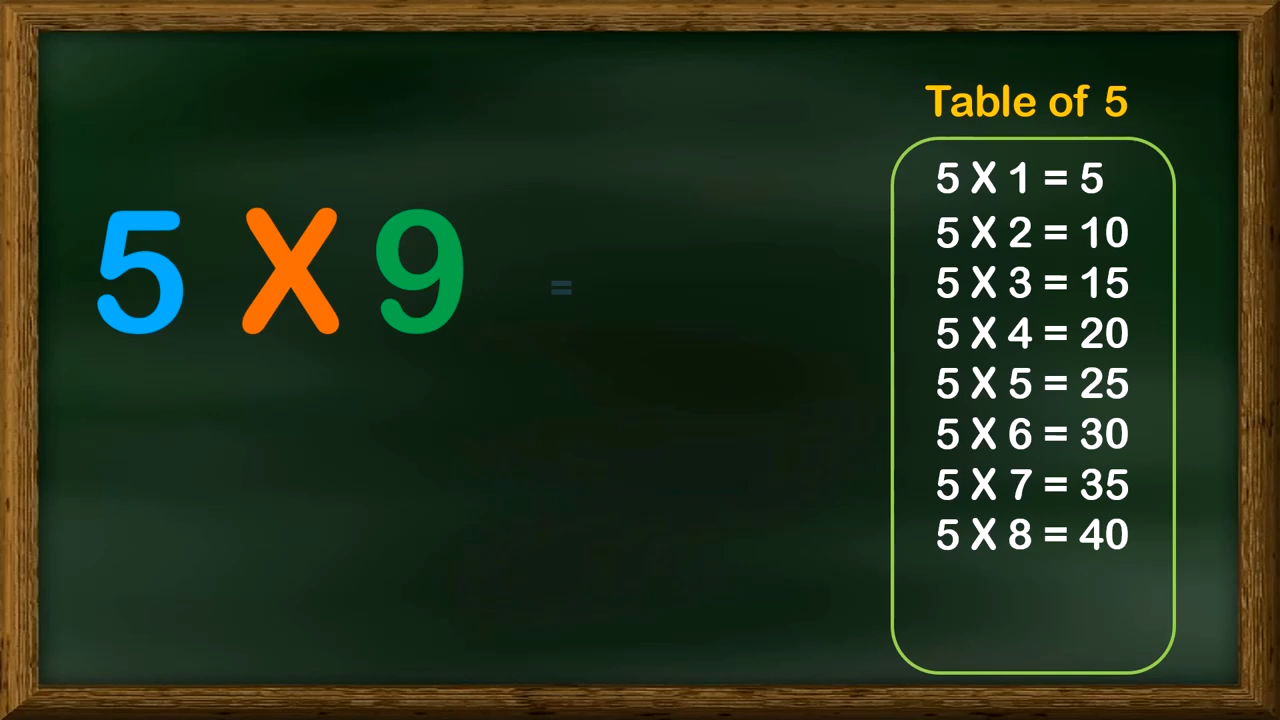 5 X 9 =
Table of 5
5 X 1 = 5
5 X 2 = 10
5 X 3 = 15
5 X 4 = 20
5 X 5 = 25
5 X 6 = 30
5 X 7 = 35
5 X 8 = 40